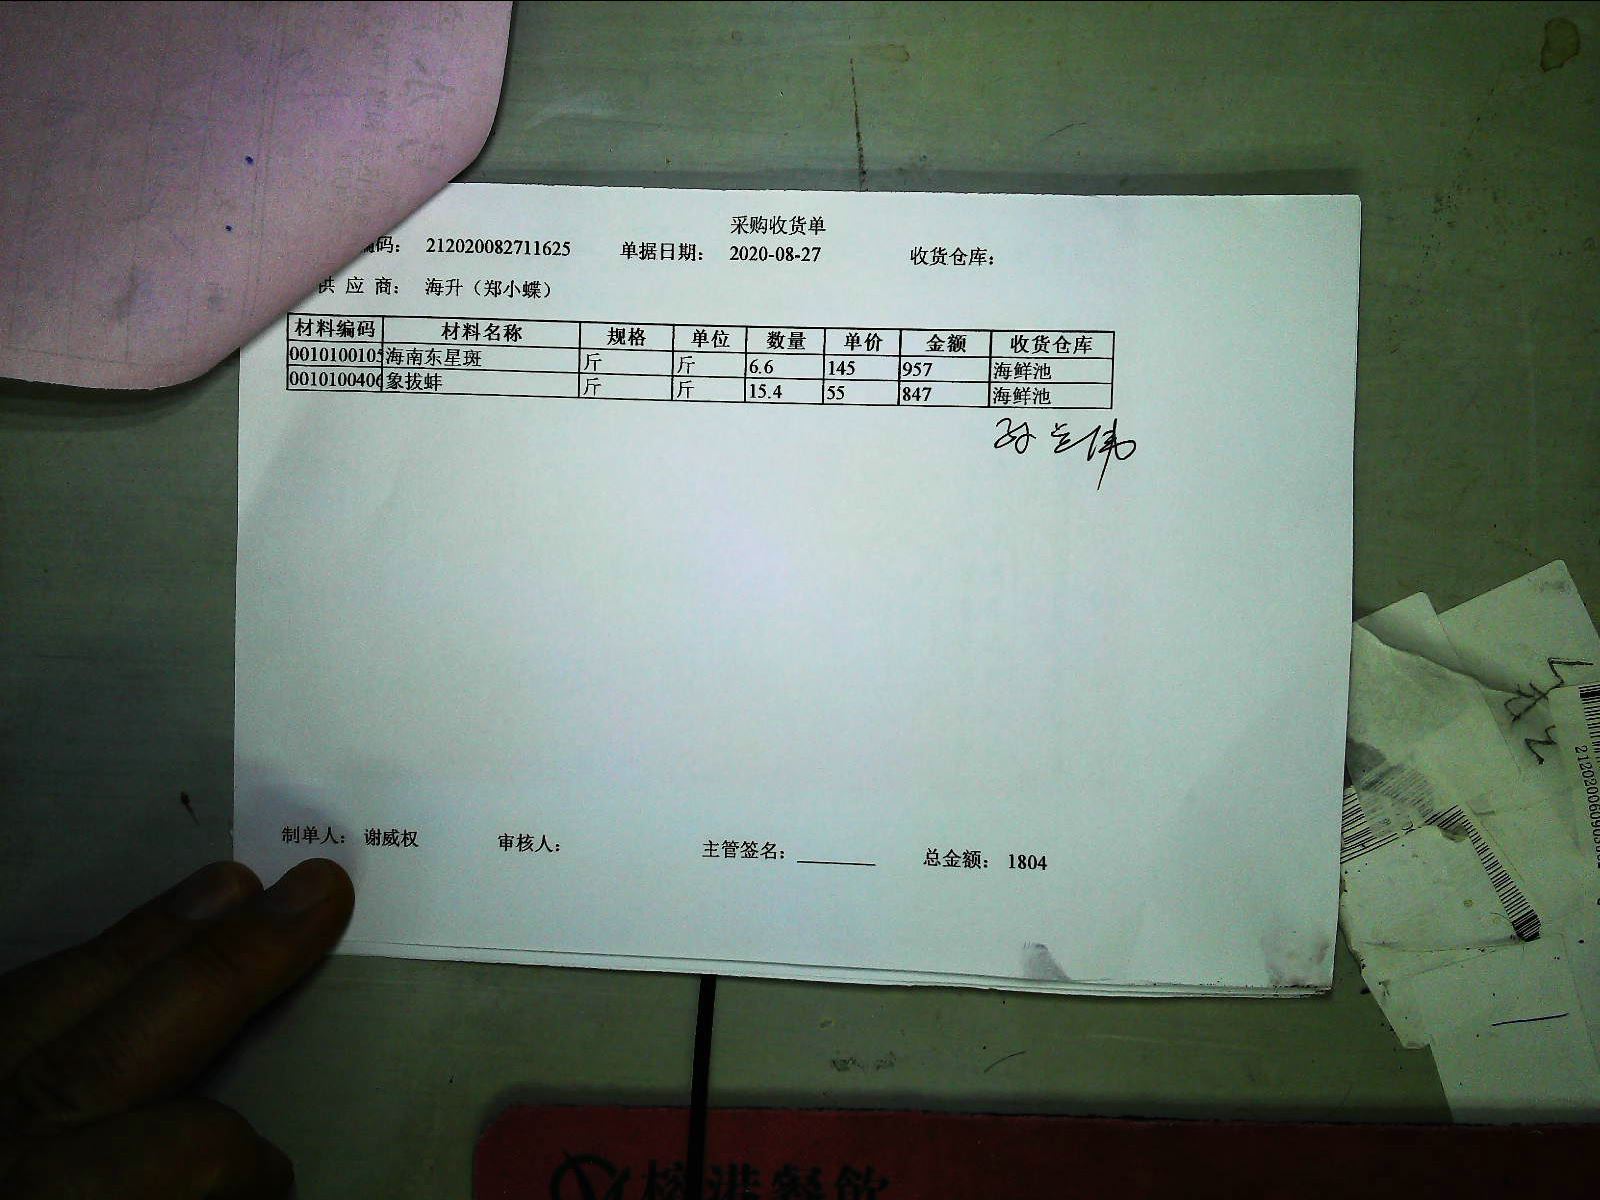 采购收货单
编码： 212020082711625 单据日期： 2020-08-27 收货仓库：
供 应 商： 海升（郑小蝶）
材料编码 材料名称 规格 单位 数量 单价 金额 收货仓库
0010100105 海南东星斑 斤 斤 6.6 145 957 海鲜池
001010040 象拔蚌 斤 斤 15.4 55 847 海鲜池
制单人： 谢威权 审核人： 主管签名： 总金额： 1804
餐飲